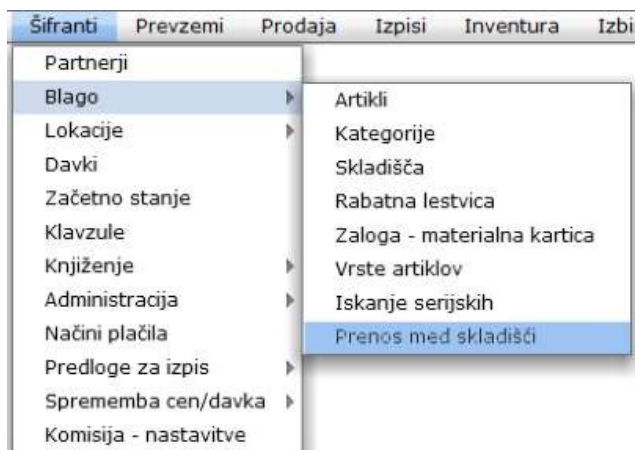 Šifranti Prevzemi Prodaja Izpisi Inventura Izbi
Partnerji
Blago
Lokacije
Davki
Začetno stanje
Klavzule
Knjiženje
Administracija
Načini plačila
Predloge za izpis
Sprememba cen/davka
Komisija - nastavitve
Artikli
Kategorije
Skladišča
Rabatna lestvica
Zaloga - materialna kartica
Vrste artiklov
Iskanje serijskih
Prenos med skladišći